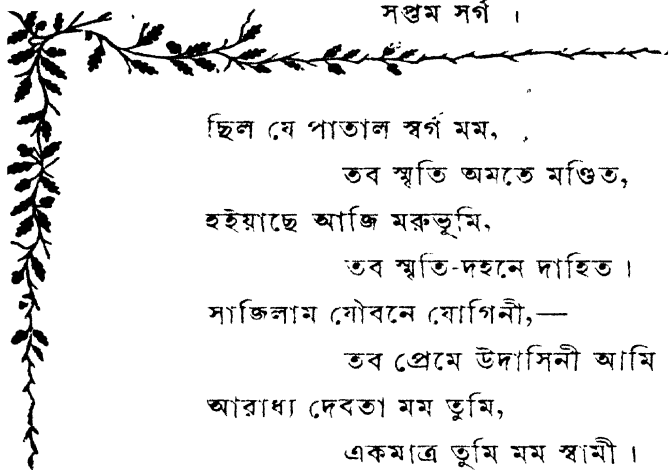 সপ্তম সর্গ ।
ছিল যে পাতাল স্বর্গ মম,
তব স্মৃতি অমতে মণ্ডিত,
হইয়াছে আজি মরুভূমি,
তব স্মৃতি-দহনে দাহিত ।
সাজিলাম যৌবনে যোগিনী,—
তব প্রেমে উদাসিনী আমি
আরাধ্য দেবতা মম তুমি,
একমাত্র তুমি মম স্বামী ।